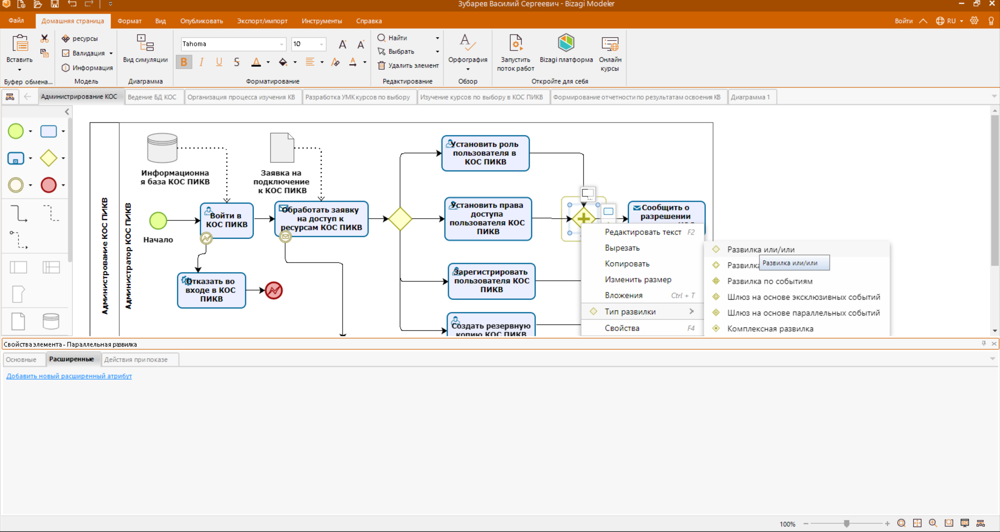 Зубарев Василий Сергеевич - Bizagi Modeler
Файл
Домашняя страница
Формат
Вид
Опубликовать
Экспорт/импорт
Инструменты
Справка
Войти
RU
Вставить
ресурсы
Валидация
Информация
Вид симуляции
Tahoma
10
Найти
Выбрать
Удалить элемент
Орфография
Запустить
поток работ
Bizagi платформа
Онлайн
курсы
Буфер обмена...
Модель
Диаграмма
Форматирование
Редактирование
Обзор
Откройте для себя
Администрирование КОС
Ведение БД КОС
Организация процесса изучения КВ
Разработка УМК курсов по выбору
Изучение курсов по выбору в КОС ПИКВ
Формирование отчетности по результатам освоения КВ
Диаграмма 1
Администрирование КОС ПИКВ
Администратор КОС ПИКВ
Информационна
я база КОС ПИКВ
Заявка на
подключение
к КОС ПИКВ
Начало
Войти в
КОС ПИКВ
Обработать заявку
на доступ к
ресурсам КОС ПИКВ
Отказать во
входе в КОС
ПИКВ
Установить роль
пользователя в
КОС ПИКВ
Установить права
доступа
пользователя КОС
ПИКВ
Зарегистрировать
пользователя КОС
ПИКВ
Создать резервную
копию КОС ПИКВ
Сообщить о
разрешении
Редактировать текст F2
Вырезать
Копировать
Изменить размер
Вложения Ctrl + T
Тип развилки
Свойства F4
Развилка или/или
Развилка
Развилка или/или
Развилка по событиям
Шлюз на основе эксклюзивных событий
Шлюз на основе параллельных событий
Комплексная развилка
Свойства элемента - Параллельная развилка
Основные
Расширенные
Действия при показе
Добавить новый расширенный атрибут
100%